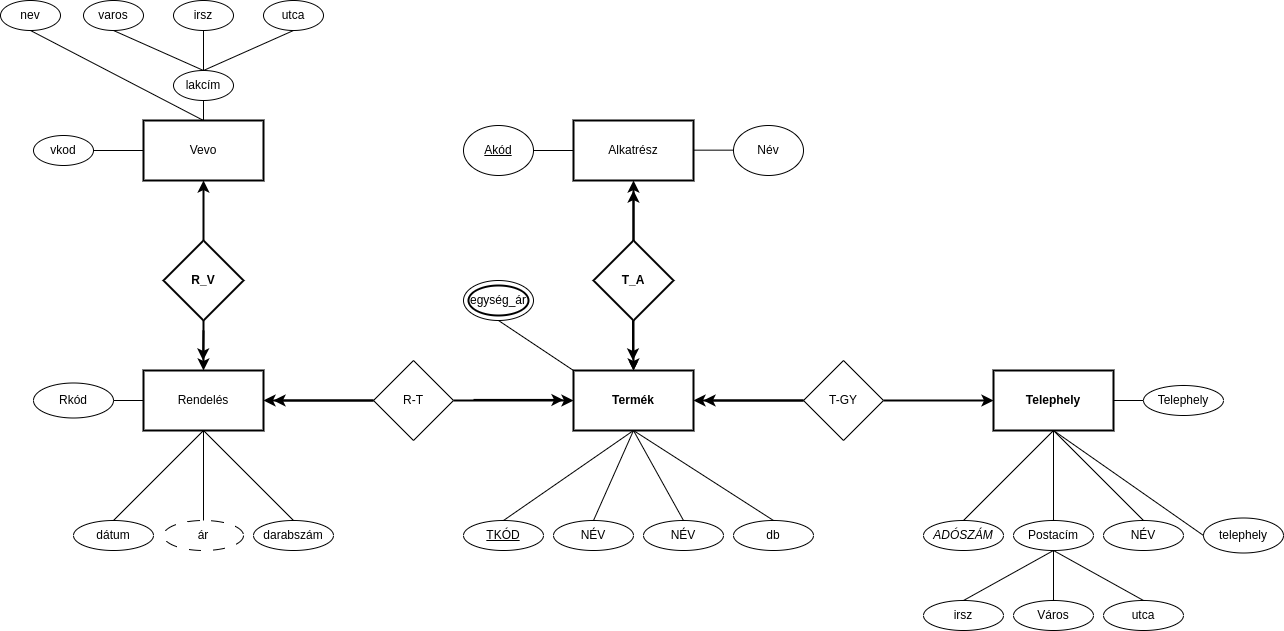 nev
varos
irsz
utca
lakcím
vkod
Vevo
Akód
Alkatrész
Név
R_V
T_A
egység_ár
Rkód
Rendelés
R-T
Termék
T-GY
Telephely
Telephely
dátum
ár
darabszám
TKÓD
NÉV
NÉV
db
ADÓSZÁM
Postacím
NÉV
telephely
irsz
Város
utca